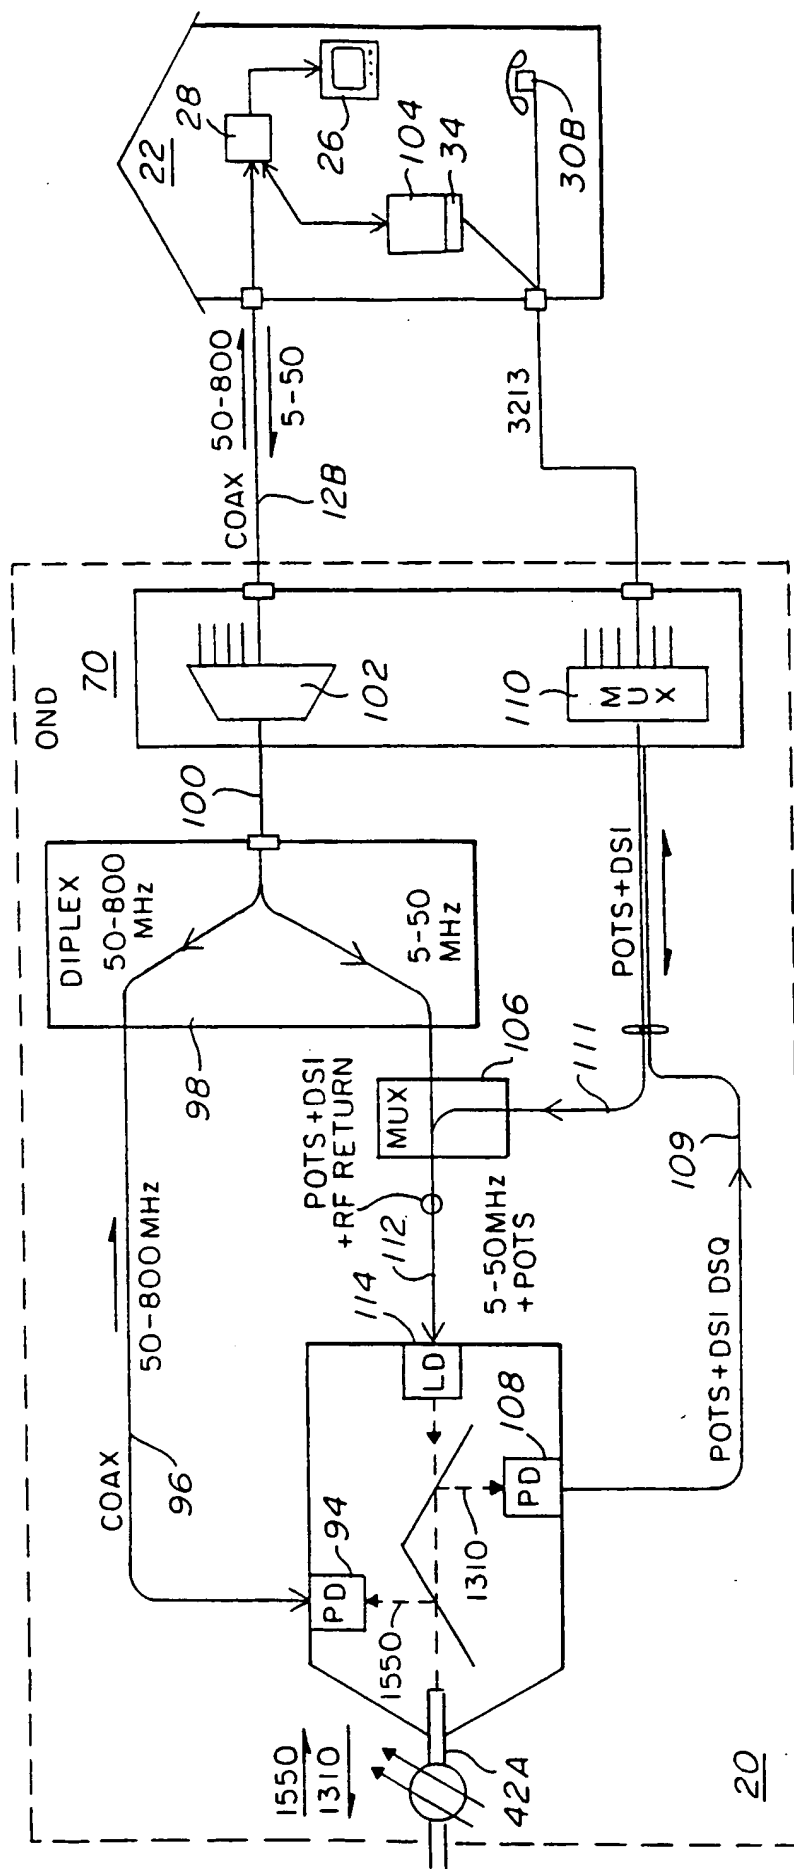 22
28
26
104
34
30B
50-800
5-50
COAX
12B
3213
OND
70
102
110
MUX
100
DIPLEX
50-800
MHz
5-50
MHz
98
POTS+DSI
MUX
106
111
POTS+DSI
+RF RETURN
112
5-50MHz
+POTS
109
50-800MHz
COAX
96
114
LD
108
PD
94
PD
1550
1310
POTS+DSI DSQ
1550
1310
42A
20